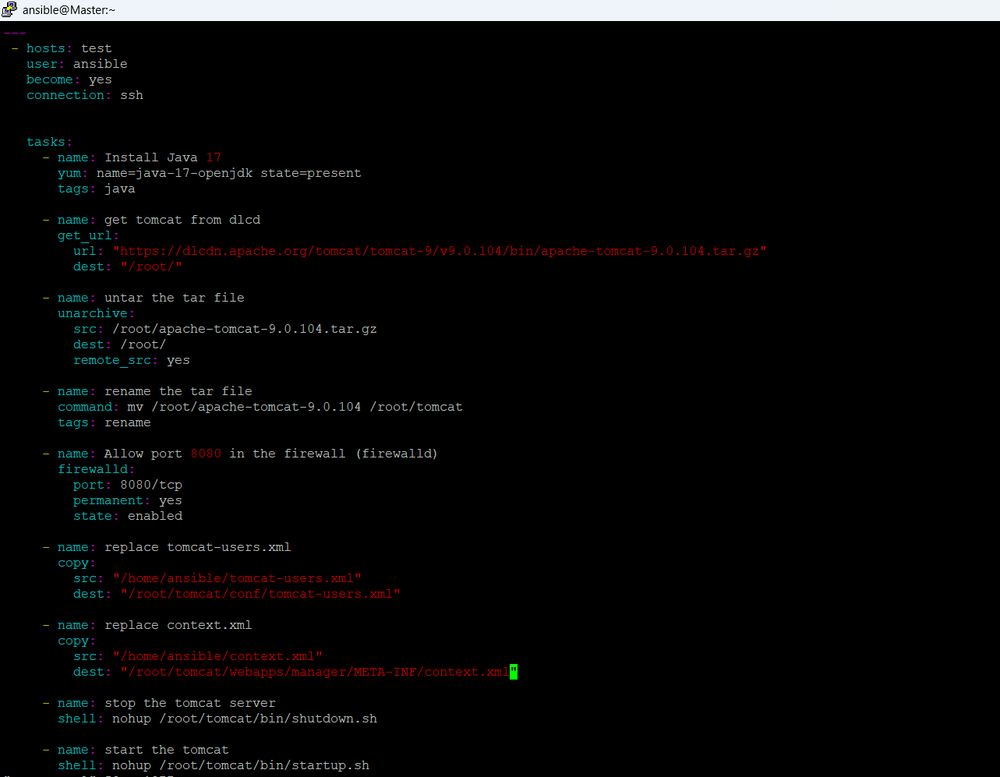 ansible@Master:~
---
- hosts: test
user: ansible
become: yes
connection: ssh
tasks:
- name: Install Java 17
yum: name=java-17-openjdk state=present
tags: java
- name: get tomcat from dlcd
get_url:
url: "https://dlcdn.apache.org/tomcat/tomcat-9/v9.0.104/bin/apache-tomcat-9.0.104.tar.gz"
dest: "/root/"
- name: untar the tar file
unarchive:
src: /root/apache-tomcat-9.0.104.tar.gz
dest: /root/
remote_src: yes
- name: rename the tar file
command: mv /root/apache-tomcat-9.0.104 /root/tomcat
tags: rename
- name: Allow port 8080 in the firewall (firewalld)
firewalld:
port: 8080/tcp
permanent: yes
state: enabled
- name: replace tomcat-users.xml
copy:
src: "/home/ansible/tomcat-users.xml"
dest: "/root/tomcat/conf/tomcat-users.xml"
- name: replace context.xml
copy:
src: "/home/ansible/context.xml"
dest: "/root/tomcat/webapps/manager/META-INF/context.xml"
- name: stop the tomcat server
shell: nohup /root/tomcat/bin/shutdown.sh
- name: start the tomcat
shell: nohup /root/tomcat/bin/startup.sh